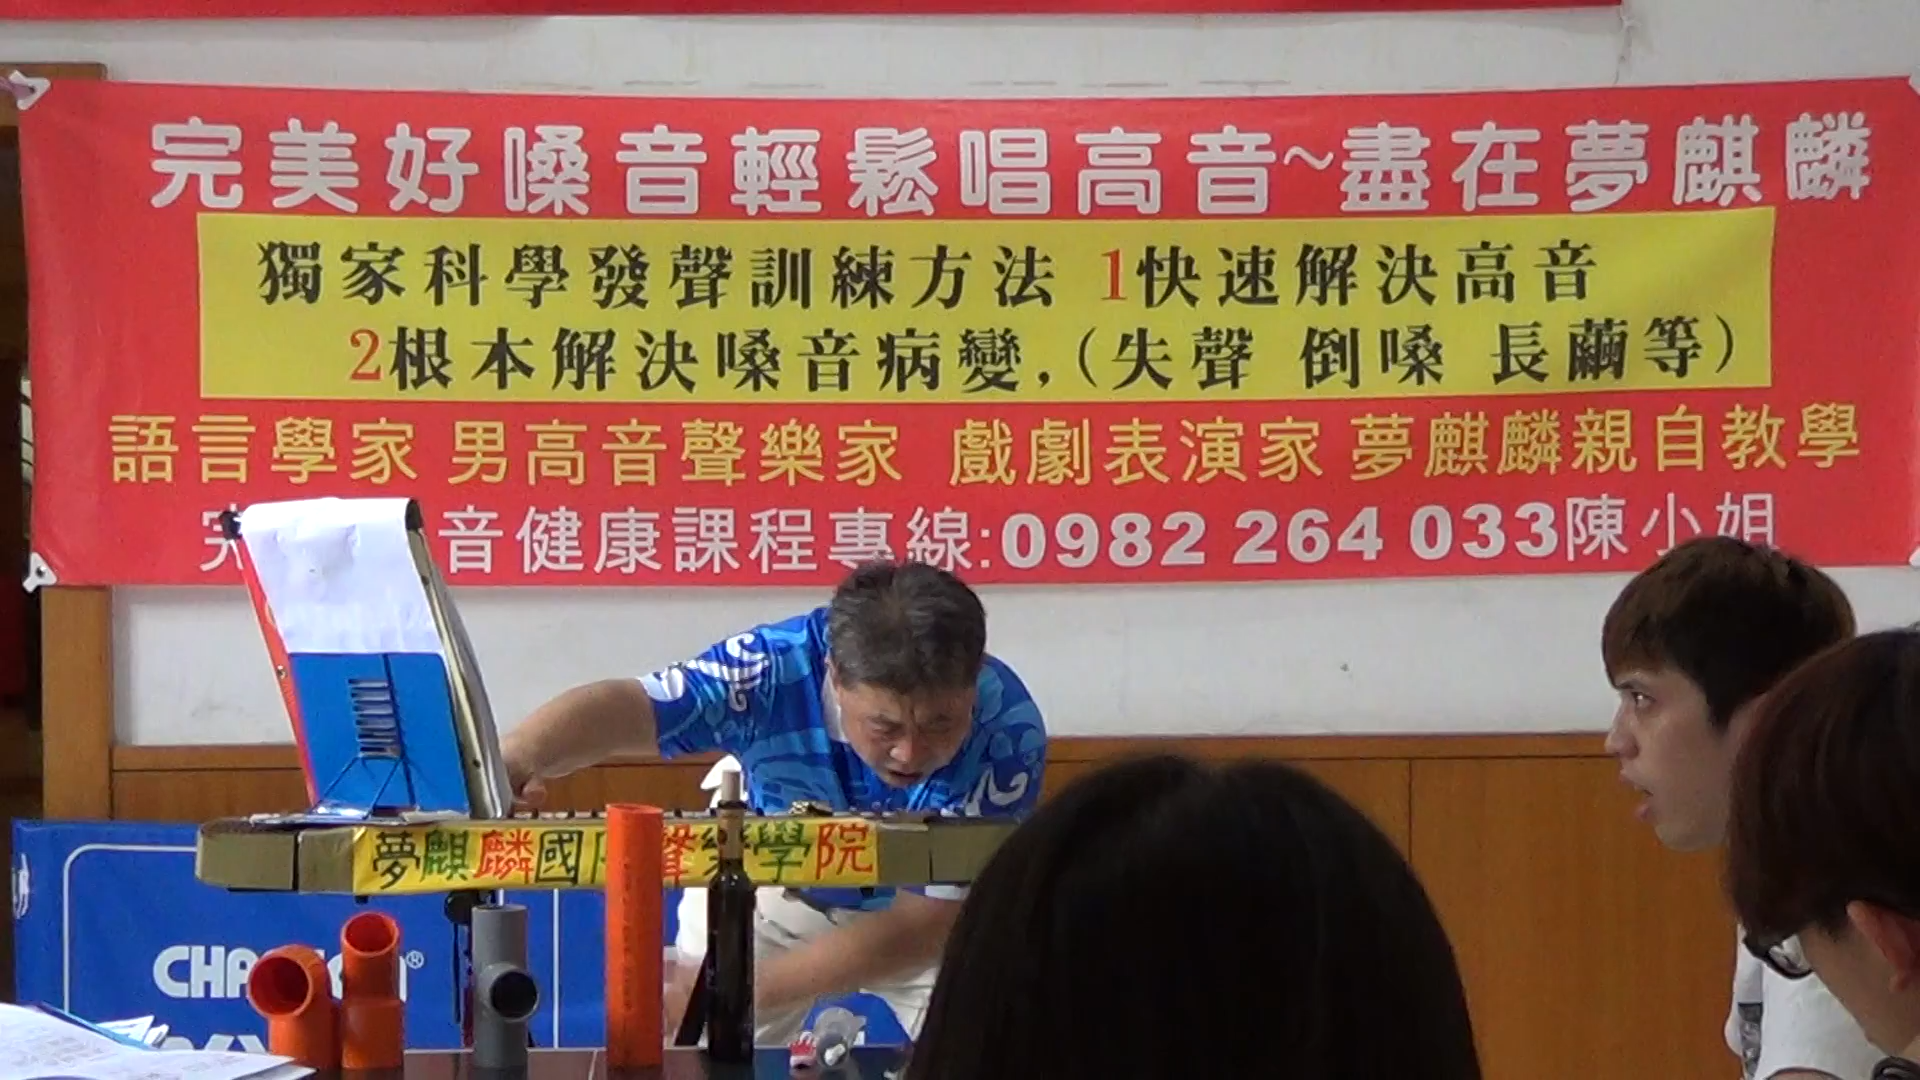 完美好嗓音輕鬆唱高音~盡在夢麒麟
獨家科學發聲訓練方法 1快速解決高音
2根本解決嗓音病變,(失聲 倒嗓 長繭等)
語言學家 男高音聲樂家 戲劇表演家 夢麒麟親自教學
音健康課程專線:0982 264 033陳小姐
夢麒麟國 聲樂學院